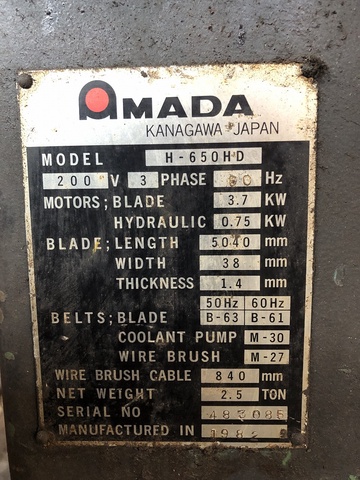 AMADA
KANAGAWA JAPAN
MODEL H-650HD
200 V 3 PHASE 60 Hz
MOTORS; BLADE 3.7 KW
HYDRAULIC 0.75 KW
BLADE; LENGTH 5040 mm
WIDTH 38 mm
THICKNESS 1.4 mm
50Hz 60Hz
BELTS; BLADE B-63 B-61
COOLANT PUMP M-30
WIRE BRUSH M-27
WIRE BRUSH CABLE 840 mm
NET WEIGHT 2.5 TON
SERIAL NO 483085
MANUFACTURED IN 1982